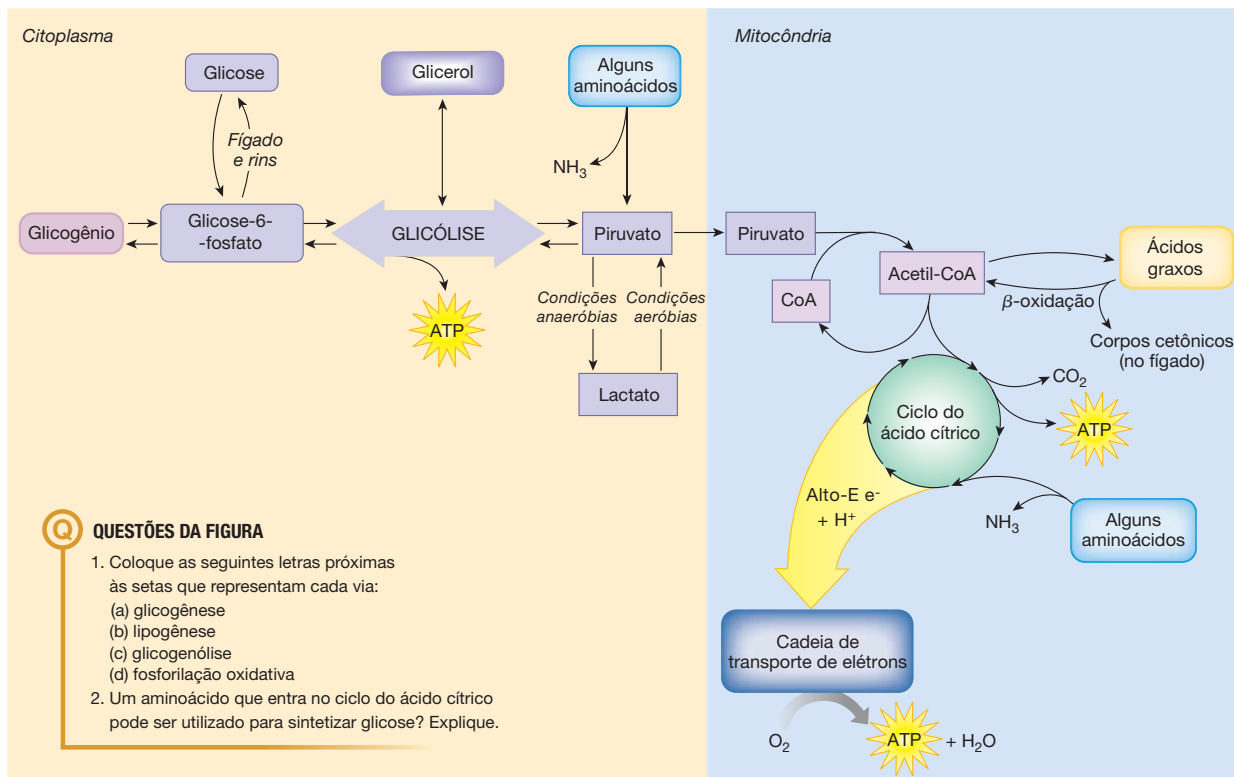 Citoplasma
Glicose
Glicerol
Alguns
aminoácidos
Fígado
e rins
NH3
Glicogênio
Glicose-6-
-fosfato
GLICÓLISE
Piruvato
ATP
Condições
anaeróbias
Condições
aeróbias
Lactato
Mitocôndria
Piruvato
Acetil-CoA
Ácidos
graxos
CoA
β-oxidação
Corpos cetônicos
(no fígado)
CO2
Ciclo do
ácido cítrico
ATP
Alto-E e-
+ H+
NH3
Alguns
aminoácidos
Cadeia de
transporte de elétrons
O2
ATP
+ H2O
Q
QUESTÕES DA FIGURA
1. Coloque as seguintes letras próximas
às setas que representam cada via:
(a) glicogênese
(b) lipogênese
(c) glicogenólise
(d) fosforilação oxidativa
2. Um aminoácido que entra no ciclo do ácido cítrico
pode ser utilizado para sintetizar glicose? Explique.